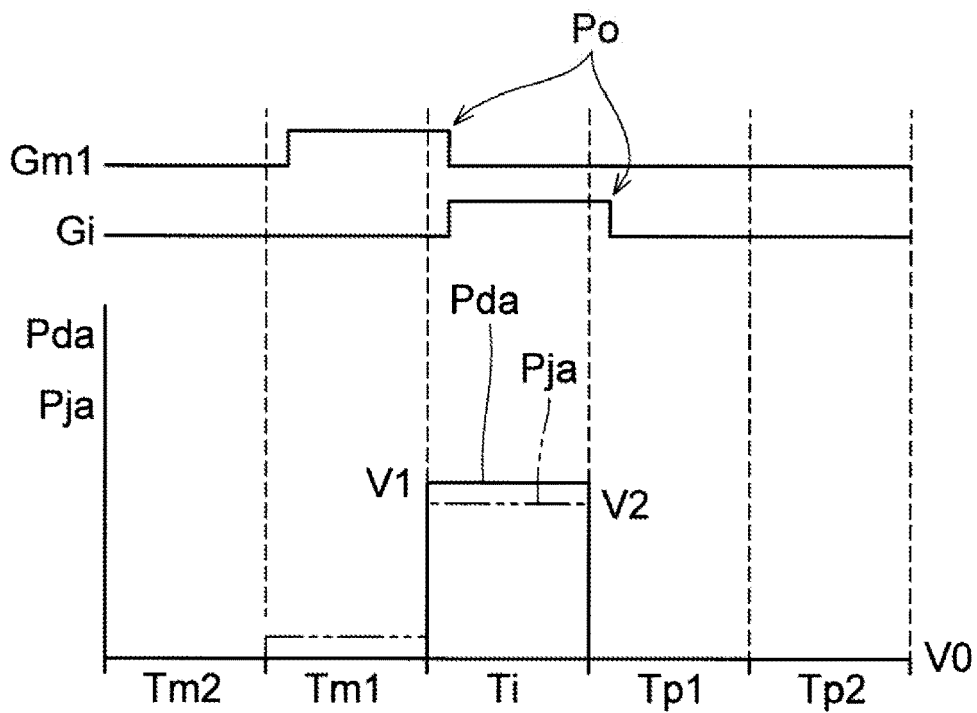 Po
Gm1
Gi
Pda
Pda
Pja
Pja
V1
V2
V0
Tm2 Tm1 Ti Tp1 Tp2